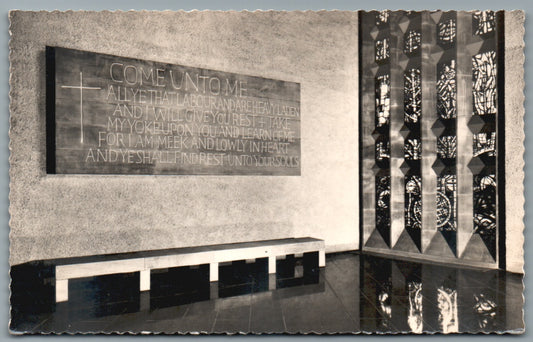 COME UNTO ME
ALL YE THAT LABOUR AND ARE HEAVY LADEN
AND I WILL GIVE YOU REST + TAKE
MY YOKE UPON YOU AND LEARN OF ME
FOR I AM MEEK AND LOWLY IN HEART
AND YE SHALL FIND REST UNTO YOUR SOULS